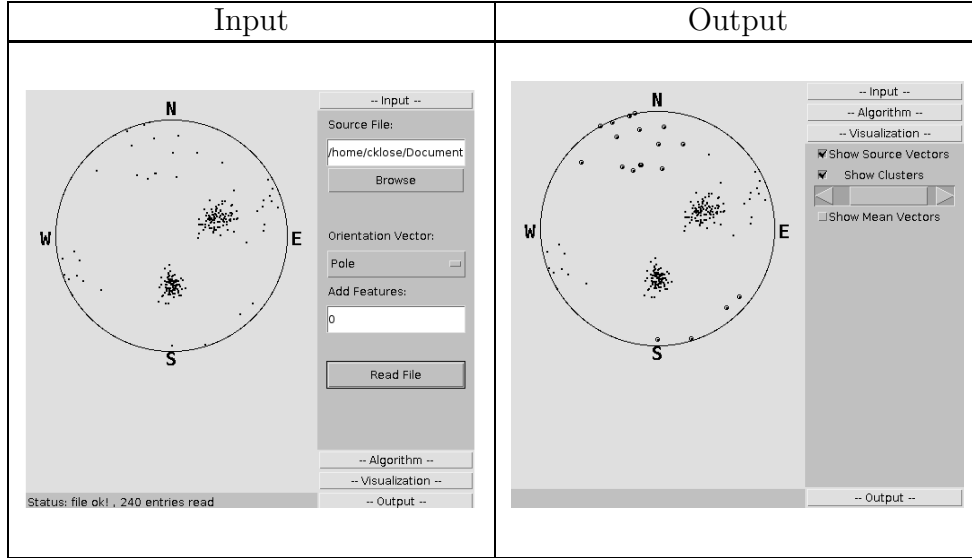 Input
Output
N
W
E
S
-- Input --
Source File:
/home/cklose/Document
Browse
Orientation Vector:
Pole
Add Features:
0
Read File
-- Algorithm --
-- Visualization --
-- Output --
Status: file ok! , 240 entries read
N
W
E
S
-- Input --
-- Algorithm --
-- Visualization --
Show Source Vectors
Show Clusters
Show Mean Vectors
-- Output --